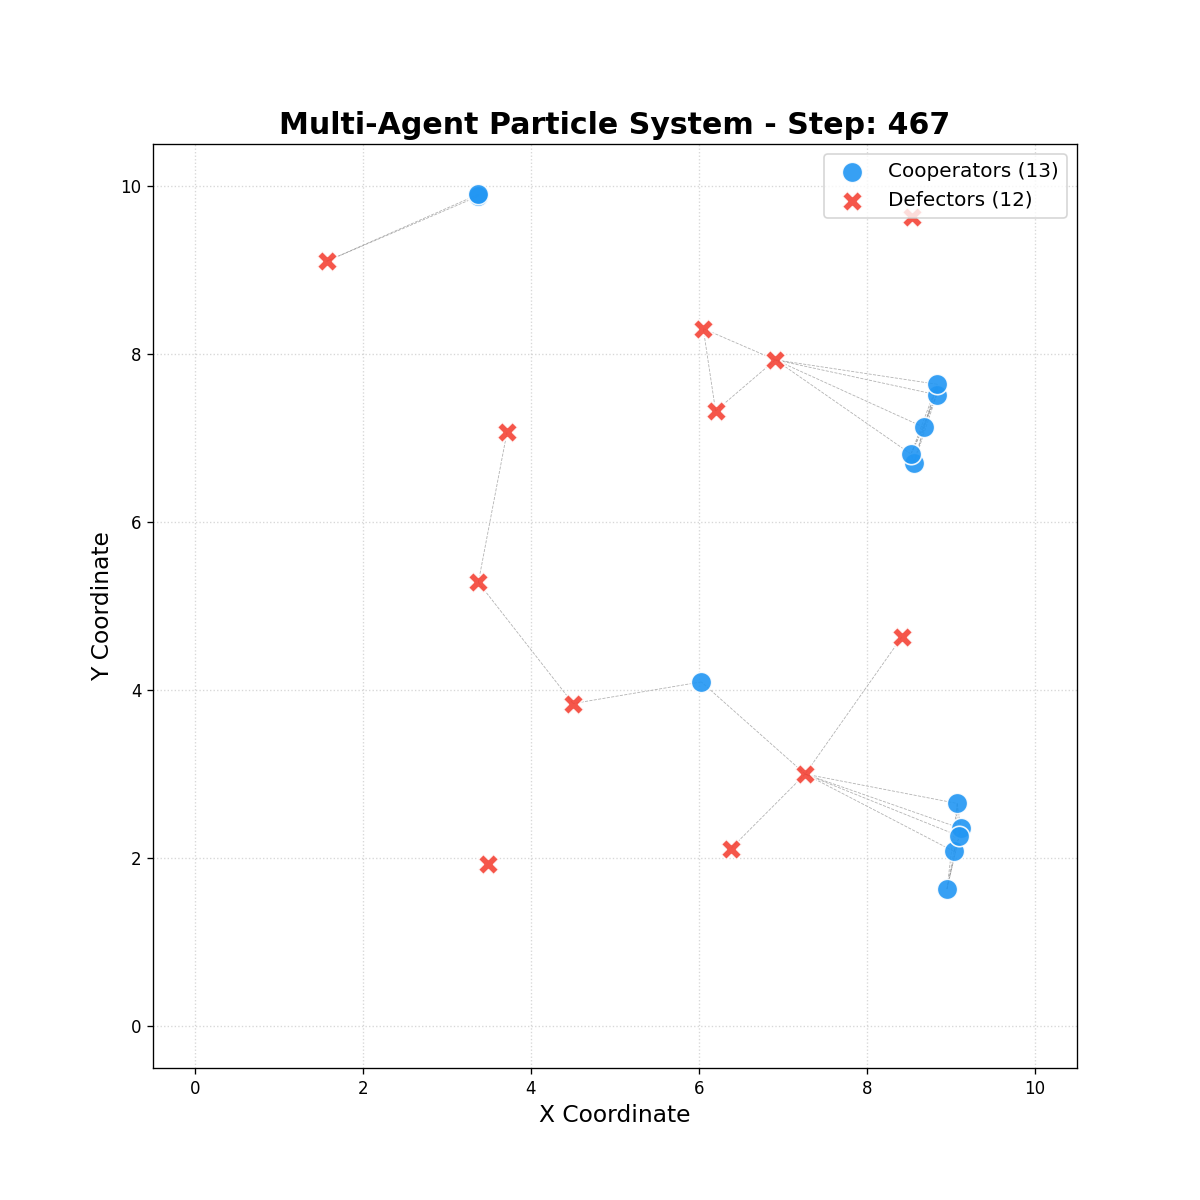 Multi-Agent Particle System - Step: 467
Cooperators (13)
Defectors (12)
10
8
6
4
2
0
Y Coordinate
0 2 4 6 8 10
X Coordinate